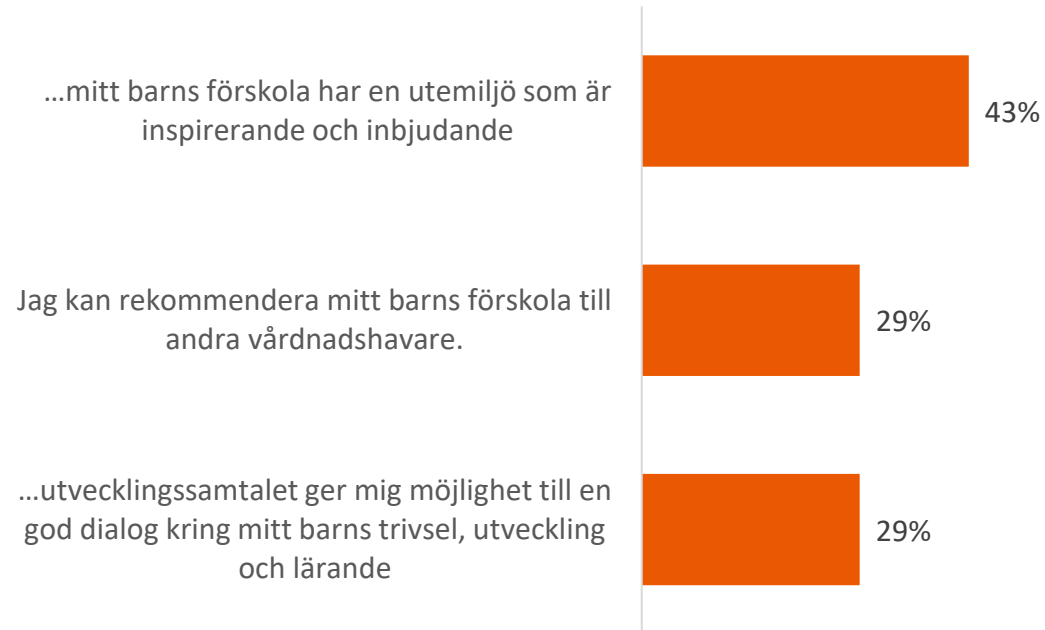 …mitt barns förskola har en utemiljö som är
inspirerande och inbjudande
43%
Jag kan rekommendera mitt barns förskola till
andra vårdnadshavare.
29%
…utvecklingssamtalet ger mig möjlighet till en
god dialog kring mitt barns trivsel, utveckling
och lärande
29%